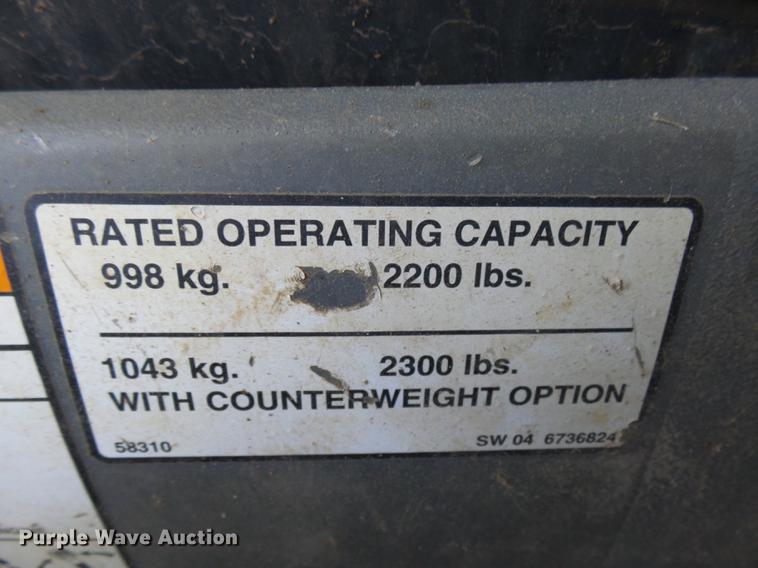 RATED OPERATING CAPACITY
998 kg. 2200 lbs.
1043 kg. 2300 lbs.
WITH COUNTERWEIGHT OPTION
58310 SW 04 6736824
Purple Wave Auction